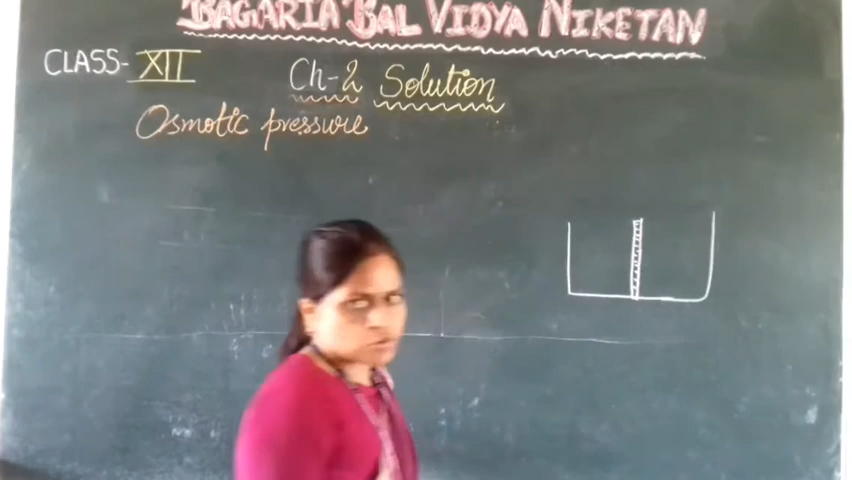 BAGARIA BAL VIDYA NIKETAN
CLASS- XII
Ch-2 Solution
Osmotic pressure